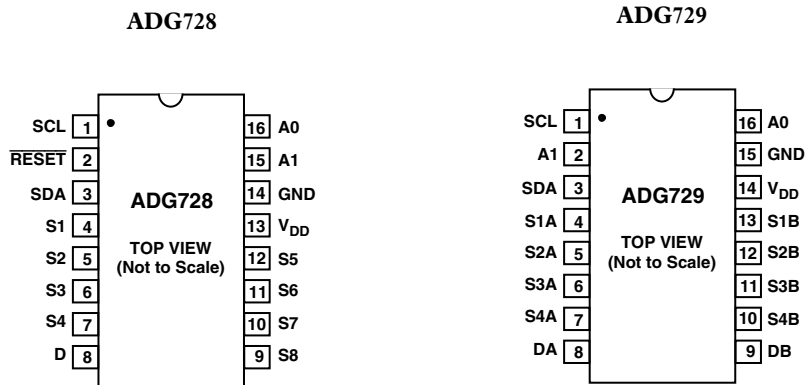 ADG728
SCL 1 16 A0
RESET 2 15 A1
SDA 3 14 GND
S1 4 ADG728 13 VDD
S2 5 TOP VIEW 12 S5
(Not to Scale)
S3 6 11 S6
S4 7 10 S7
D 8 9 S8
ADG729
SCL 1 16 A0
A1 2 15 GND
SDA 3 14 VDD
ADG729
S1A 4 13 S1B
S2A 5 TOP VIEW 12 S2B
(Not to Scale)
S3A 6 11 S3B
S4A 7 10 S4B
DA 8 9 DB